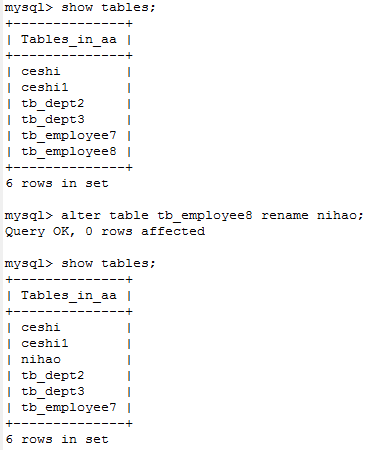 mysql> show tables;
+--------------+
| Tables_in_aa |
+--------------+
| ceshi        |
| ceshi1       |
| tb_dept2     |
| tb_dept3     |
| tb_employee7 |
| tb_employee8 |
+--------------+
6 rows in set
mysql> alter table tb_employee8 rename nihao;
Query OK, 0 rows affected
mysql> show tables;
+--------------+
| Tables_in_aa |
+--------------+
| ceshi        |
| ceshi1       |
| nihao        |
| tb_dept2     |
| tb_dept3     |
| tb_employee7 |
+--------------+
6 rows in set